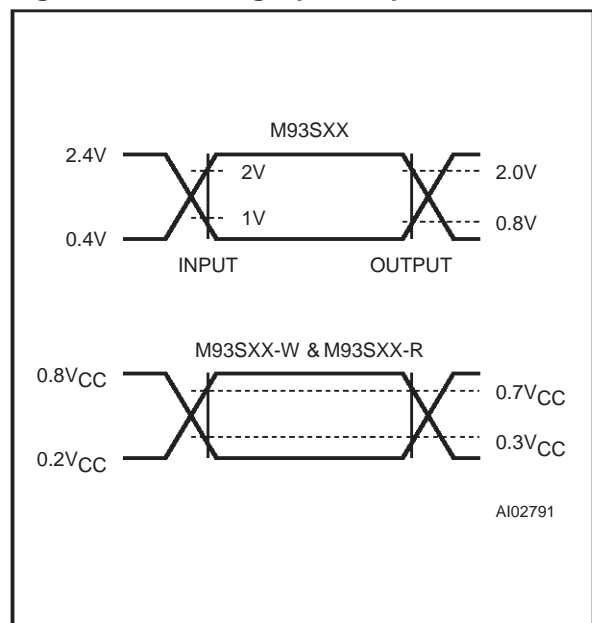 M93SXX
2.4V
2V
2.0V
1V
0.8V
0.4V
INPUT
OUTPUT
M93SXX-W & M93SXX-R
0.8VCC
0.7VCC
0.3VCC
0.2VCC
AI02791